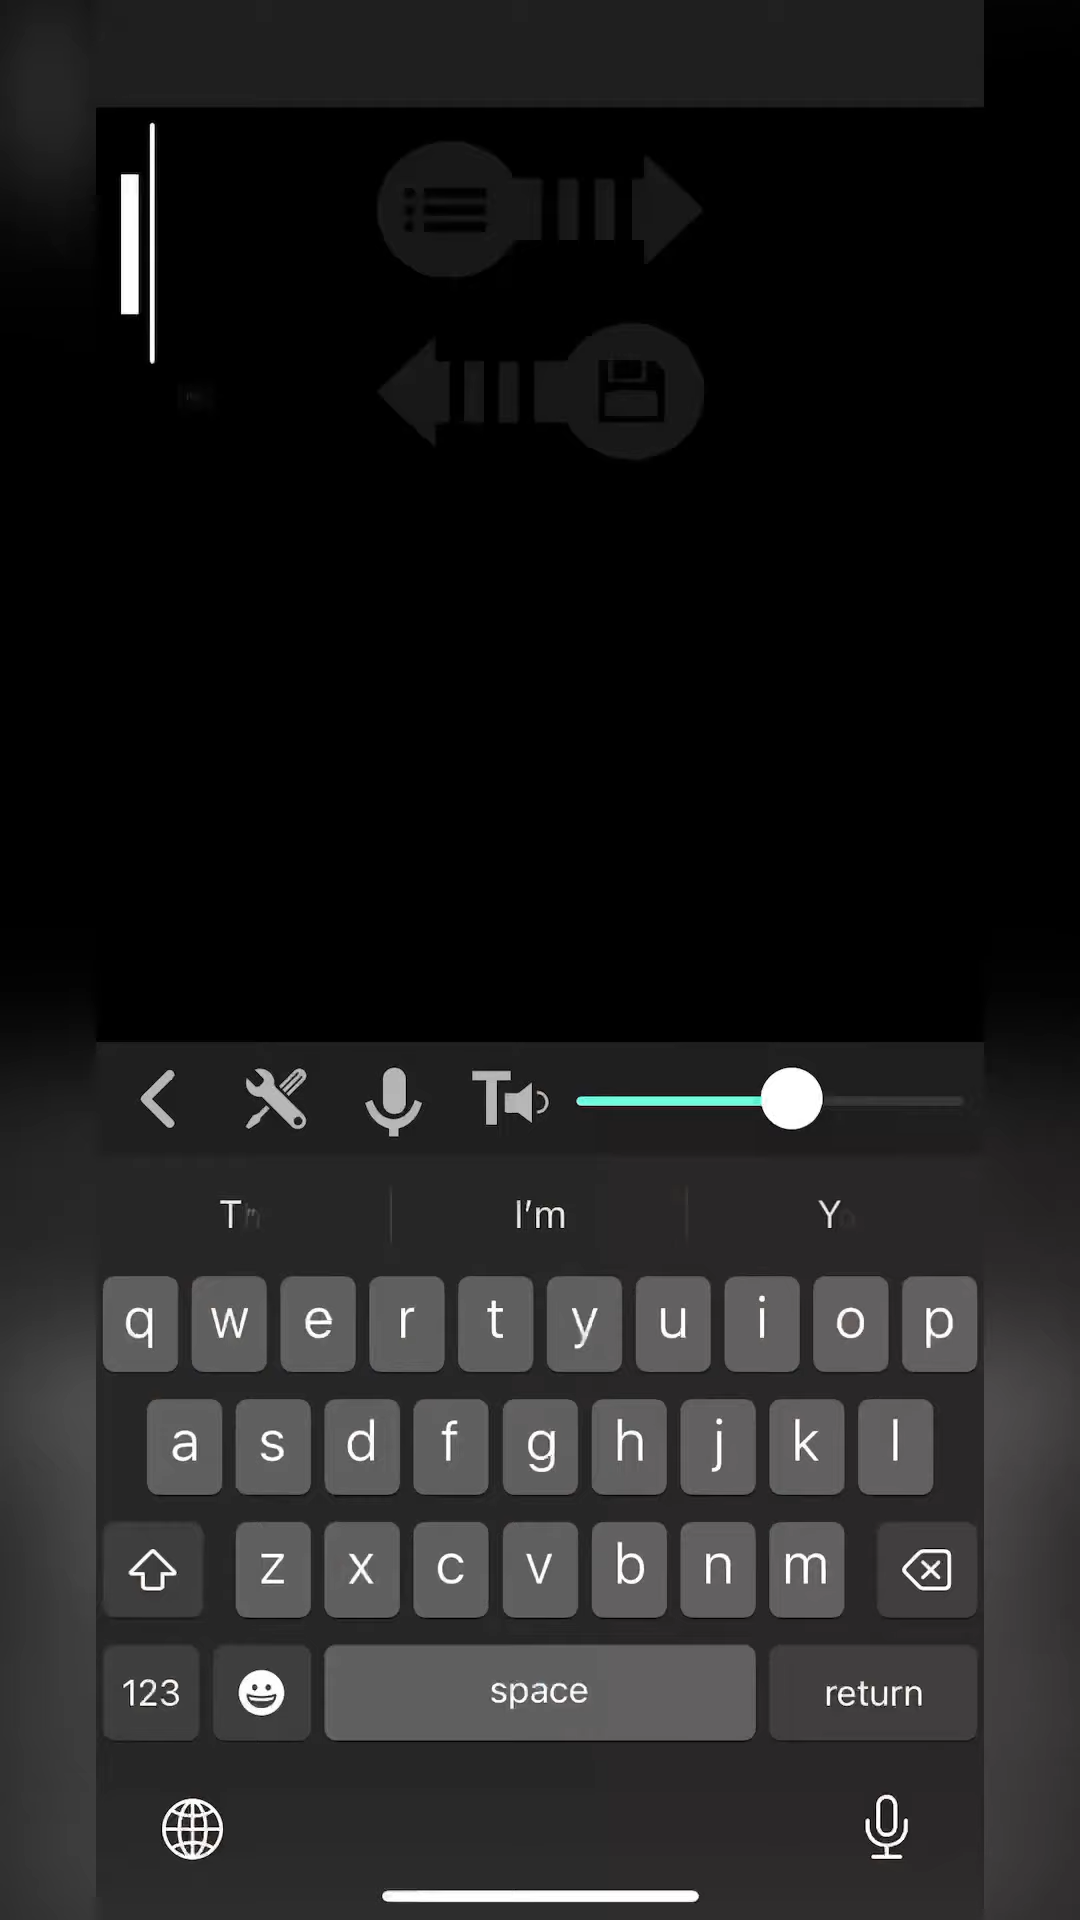 I'm
q w e r t y u i o p
a s d f g h j k l
z x c v b n m
123 space return